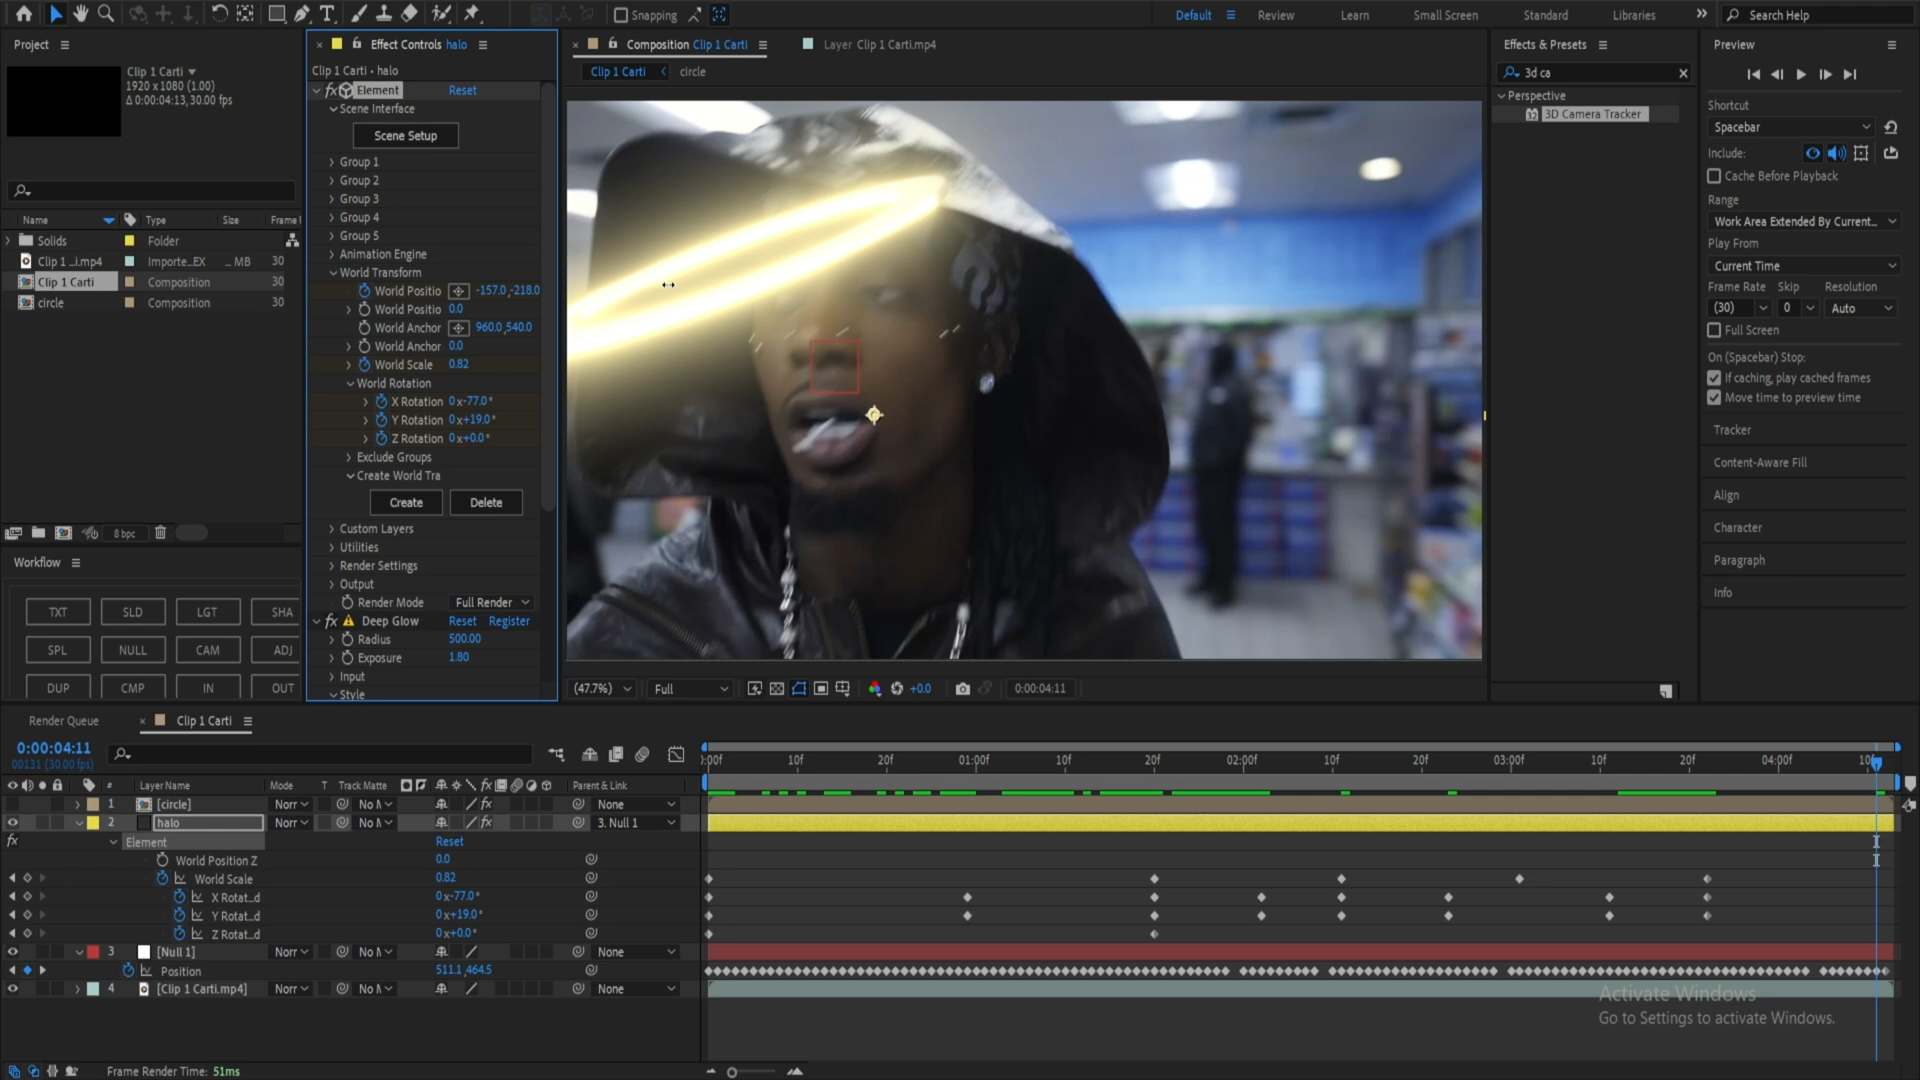 Snapping
Default
Review
Learn
Small Screen
Standard
Libraries
Search Help
Project
Clip 1 Carti
1920 x 1080 (1.00)
Δ 0:00:04:13, 30.00 fps
Name
Type
Size
Frame
Solids
Folder
Clip 1 ...i.mp4
Importe...EX
... MB
30
Clip 1 Carti
Composition
30
circle
Composition
30
8 bpc
Workflow
TXT
SLD
LGT
SHA
SPL
NULL
CAM
ADJ
DUP
CMP
IN
OUT
Effect Controls halo
Clip 1 Carti • halo
fx Element
Reset
Scene Interface
Scene Setup
Group 1
Group 2
Group 3
Group 4
Group 5
Animation Engine
World Transform
World Positio
-157.0,-218.0
World Positio
0.0
World Anchor
960.0,540.0
World Anchor
0.0
World Scale
0.82
World Rotation
X Rotation
0x-77.0°
Y Rotation
0x+19.0°
Z Rotation
0x+0.0°
Exclude Groups
Create World Tra
Create
Delete
Custom Layers
Utilities
Render Settings
Output
Render Mode
Full Render
fx Deep Glow
Reset
Register
Radius
500.00
Exposure
1.80
Input
Style
Composition Clip 1 Carti
Layer Clip 1 Carti.mp4
Clip 1 Carti
circle
(47.7%)
Full
+0.0
0:00:04:11
Effects & Presets
3d ca
Perspective
32
3D Camera Tracker
Preview
Shortcut
Spacebar
Include:
Cache Before Playback
Range
Work Area Extended By Current...
Play From
Current Time
Frame Rate
Skip
Resolution
(30)
0
Auto
Full Screen
On (Spacebar) Stop:
If caching, play cached frames
Move time to preview time
Tracker
Content-Aware Fill
Align
Character
Paragraph
Info
Render Queue
Clip 1 Carti
0:00:04:11
00131 (30.00 fps)
:00f
10f
20f
01:00f
10f
20f
02:00f
10f
20f
03:00f
10f
20f
04:00f
10
#
Layer Name
Mode
T
Track Matte
fx
Parent & Link
1
[circle]
Norr
No M
fx
None
2
halo
Norr
No M
fx
3. Null 1
fx
Element
Reset
World Position Z
0.0
World Scale
0.82
X Rotat...d
0x-77.0°
Y Rotat...d
0x+19.0°
Z Rotat...d
0x+0.0°
3
[Null 1]
Norr
No M
None
Position
511.1,464.5
4
[Clip 1 Carti.mp4]
Norr
No M
None
Activate Windows
Go to Settings to activate Windows.
Frame Render Time: 51ms